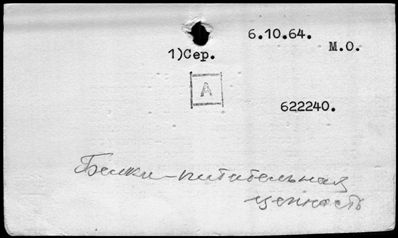 6.10.64.
1)Сер.
М.О.
А
622240.
Белки-питательная
ценность